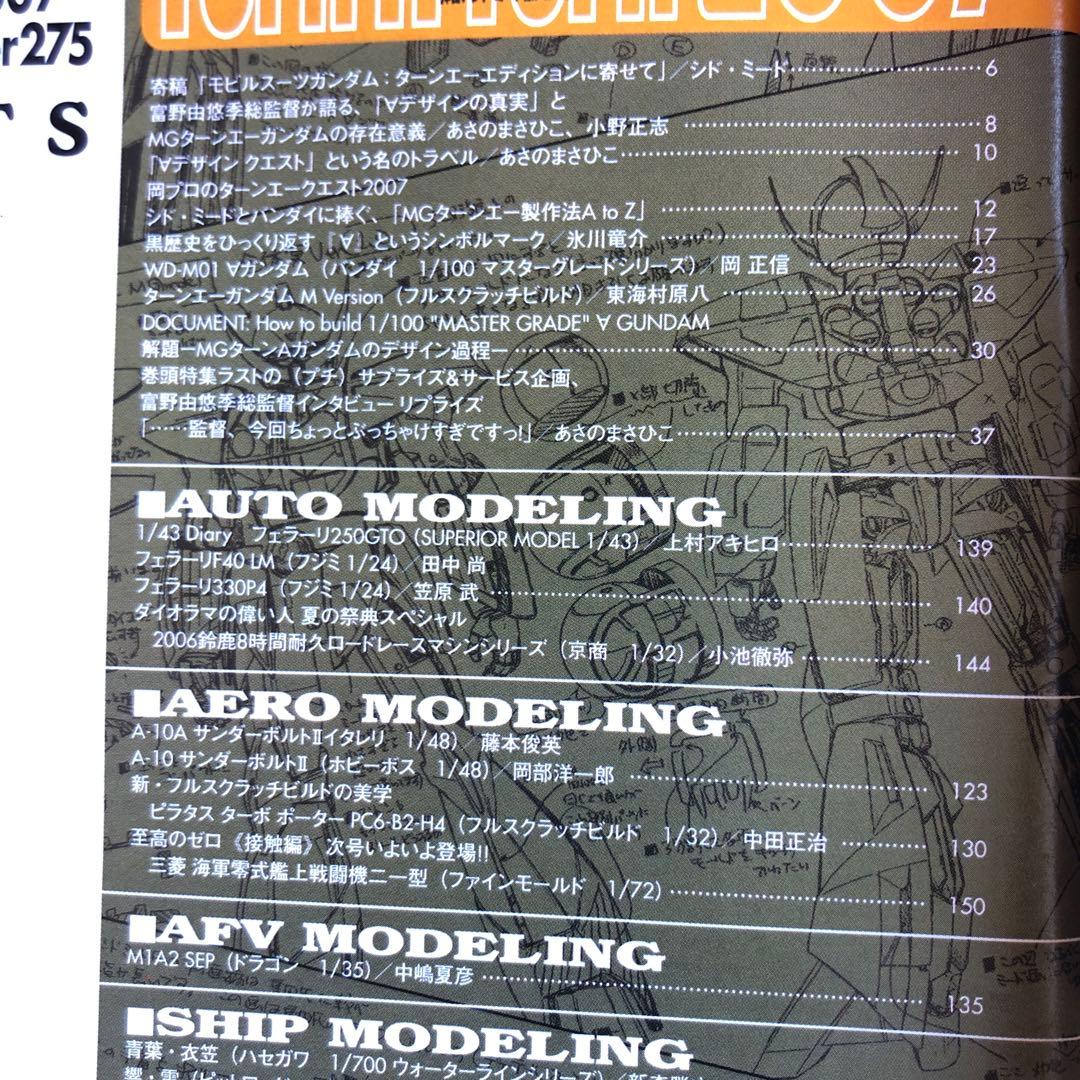 275
T S
寄稿「モビルスーツガンダム：ターンエーエディションに寄せて」／シド・ミード……6
富野由悠季総監督が語る、「∀デザインの真実」と
MGターンエーガンダムの存在意義／あさのまさひこ、小野正志……8
「∀デザインクエスト」という名のトラベル／あさのまさひこ……10
岡プロのターンエークエスト2007
シド・ミードとバンダイに捧ぐ、「MGターンエー製作法A to Z」……12
黒歴史をひっくり返す「∀」というシンボルマーク／氷川竜介……17
WD-M01 ∀ガンダム（バンダイ 1/100 マスターグレードシリーズ）／岡 正信……23
ターンエーガンダム M Version（フルスクラッチビルド）／東海村原八……26
DOCUMENT: How to build 1/100 "MASTER GRADE" ∀ GUNDAM
解題ーMGターンAガンダムのデザイン過程ー……30
巻頭特集ラストの（プチ）サプライズ&サービス企画、
富野由悠季総監督インタビュー リプライズ
「……監督、今回ちょっとぶっちゃけすぎですっ!」／あさのまさひこ……37
■AUTO MODELING
1/43 Diary フェラーリ250GTO（SUPERIOR MODEL 1/43）／上村アキヒロ……139
フェラーリF40 LM（フジミ 1/24）／田中 尚
フェラーリ330P4（フジミ 1/24）／笠原 武……140
ダイオラマの偉い人 夏の祭典スペシャル
2006鈴鹿8時間耐久ロードレースマシンシリーズ（京商 1/32）／小池徹弥……144
■AERO MODELING
A-10A サンダーボルトⅡイタレリ 1/48）／藤本俊英
A-10 サンダーボルトⅡ（ホビーボス 1/48）／岡部洋一郎……123
新・フルスクラッチビルドの美学
ピラタス ターボ ポーター PC6-B2-H4（フルスクラッチビルド 1/32）／中田正治……130
至高のゼロ《接触編》次号いよいよ登場!!
三菱 海軍零式艦上戦闘機二一型（ファインモールド 1/72）……150
■AFV MODELING
M1A2 SEP（ドラゴン 1/35）／中嶋夏彦……135
■SHIP MODELING
青葉・衣笠（ハセガワ 1/700 ウォーターラインシリーズ）